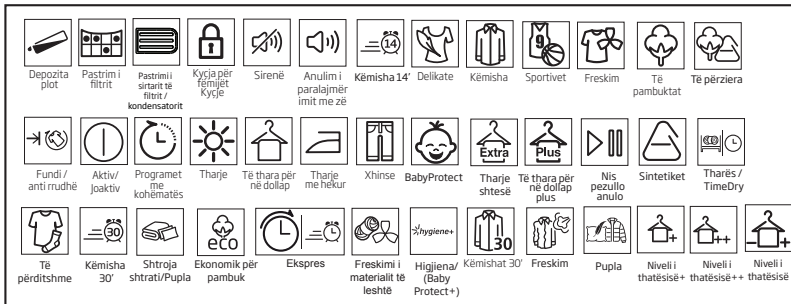 14
9
Depozita plot
Pastrimi i filtrit
Pastrimi i sirtarit të filtrit / kondensatorit
Kyçja për fëmijët Kyçje
Sirenë
Anulim i paralajmër imit me zë
Këmisha 14'
Delikate
Këmisha
Sportivet
Freskim
Të pambuktat
Të përziera
Extra
Plus
Fundi / anti rrudhë
Aktiv/ Joaktiv
Programet me kohëmatës
Tharje
Të thara për në dollap
Tharje me hekur
Xhinse
BabyProtect
Tharje shtesë
Të thara për në dollap plus
Nis pezullo anulo
Sintetiket
Tharës / TimeDry
30
eco
hygiene+
30
+
++
+
Të përditshme
Këmisha 30'
Shtroja shtrati/Pupla
Ekonomik për pambuk
Ekspres
Freskimi i materialit të leshtë
Higjiena/ (Baby Protect+)
Këmishat 30'
Freskim
Pupla
Niveli i thatësisë+
Niveli i thatësisë++
Niveli i thatësisë